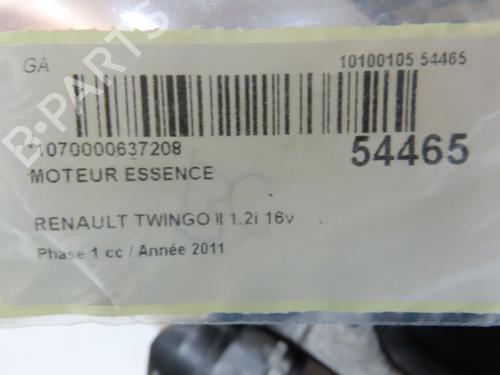 GA 10100105 54465
*1070000637208 54465
MOTEUR ESSENCE
RENAULT TWINGO II 1.2i 16v
Phase 1 cc / Année 2011
B-PARTS